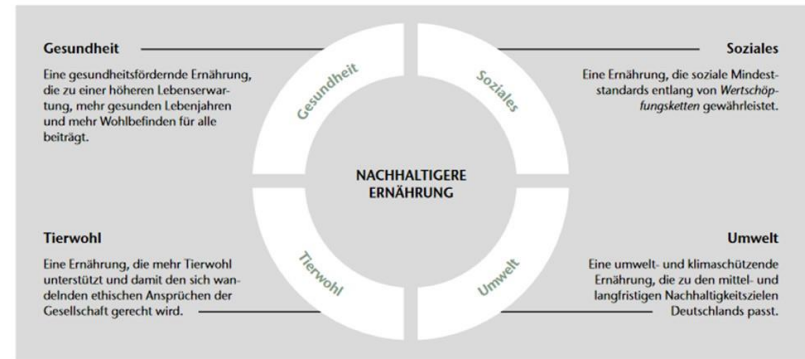 Gesundheit
Eine gesundheitsfördernde Ernährung,
die zu einer höheren Lebenserwar-
tung, mehr gesunden Lebenjahren
und mehr Wohlbefinden für alle
beiträgt.
Soziales
Eine Ernährung, die soziale Mindest-
standards entlang von Wertschöp-
fungsketten gewährleistet.
Gesundheit
Soziales
NACHHALTIGERE
ERNÄHRUNG
Tierwohl
Umwelt
Tierwohl
Eine Ernährung, die mehr Tierwohl
unterstützt und damit den sich wan-
delnden ethischen Ansprüchen der
Gesellschaft gerecht wird.
Umwelt
Eine umwelt- und klimaschützende
Ernährung, die zu den mittel- und
langfristigen Nachhaltigkeitszielen
Deutschlands passt.